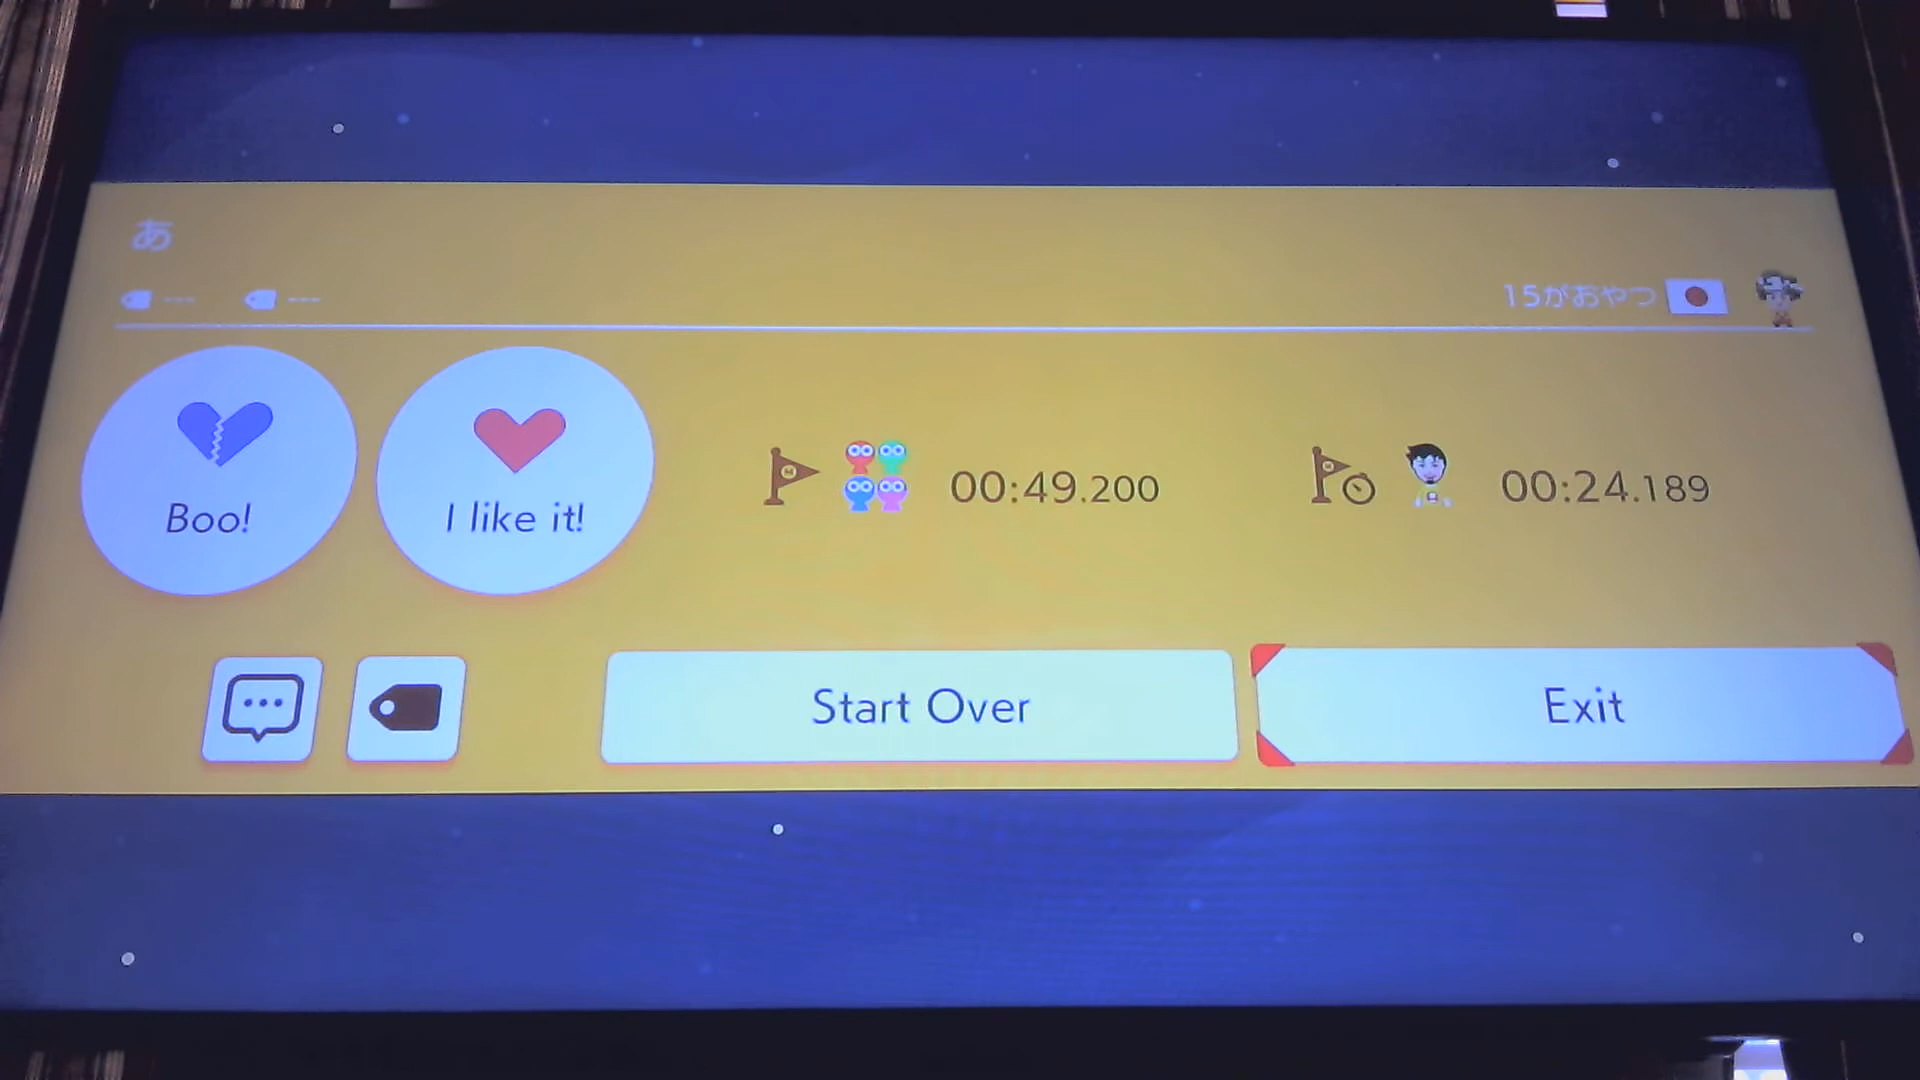 あ
--- ---
15がおやつ
Boo!
I like it!
00:49.200
00:24.189
Start Over
Exit